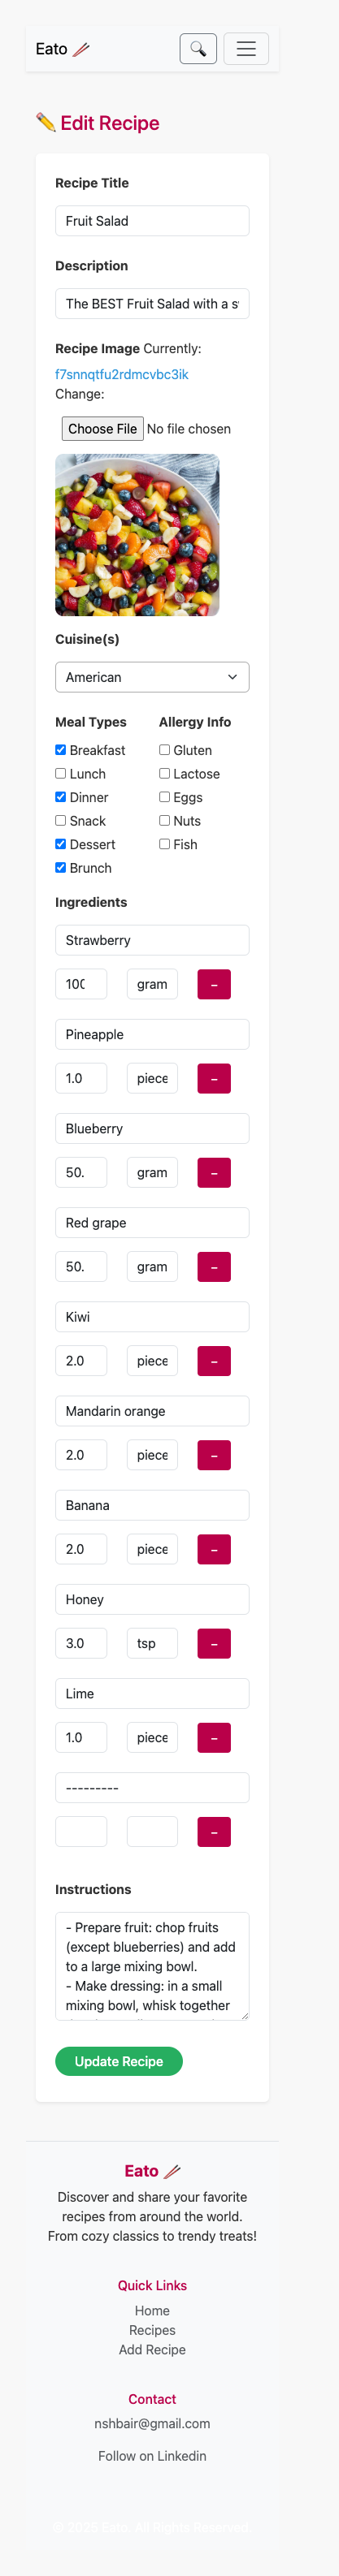 Eato
Edit Recipe
Recipe Title
Fruit Salad
Description
The BEST Fruit Salad with a
Recipe Image Currently:
f7snnqtfu2rdmcvbc3ik
Change:
Choose File No file chosen
Cuisine(s)
American
Meal Types Allergy Info
Breakfast Gluten
Lunch Lactose
Dinner Eggs
Snack Nuts
Dessert Fish
Brunch
Ingredients
Strawberry
100 gram –
Pineapple
1.0 piece –
Blueberry
50. gram –
Red grape
50. gram –
Kiwi
2.0 piece –
Mandarin orange
2.0 piece –
Banana
2.0 piece –
Honey
3.0 tsp –
Lime
1.0 piece –
---------
–
Instructions
- Prepare fruit: chop fruits
(except blueberries) and add
to a large mixing bowl.
- Make dressing: in a small
mixing bowl, whisk together
Update Recipe
Eato
Discover and share your favorite
recipes from around the world.
From cozy classics to trendy treats!
Quick Links
Home
Recipes
Add Recipe
Contact
nshbair@gmail.com
Follow on Linkedin